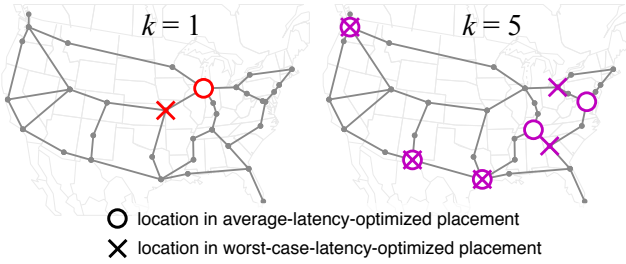 k = 1
k = 5
location in average-latency-optimized placement
location in worst-case-latency-optimized placement